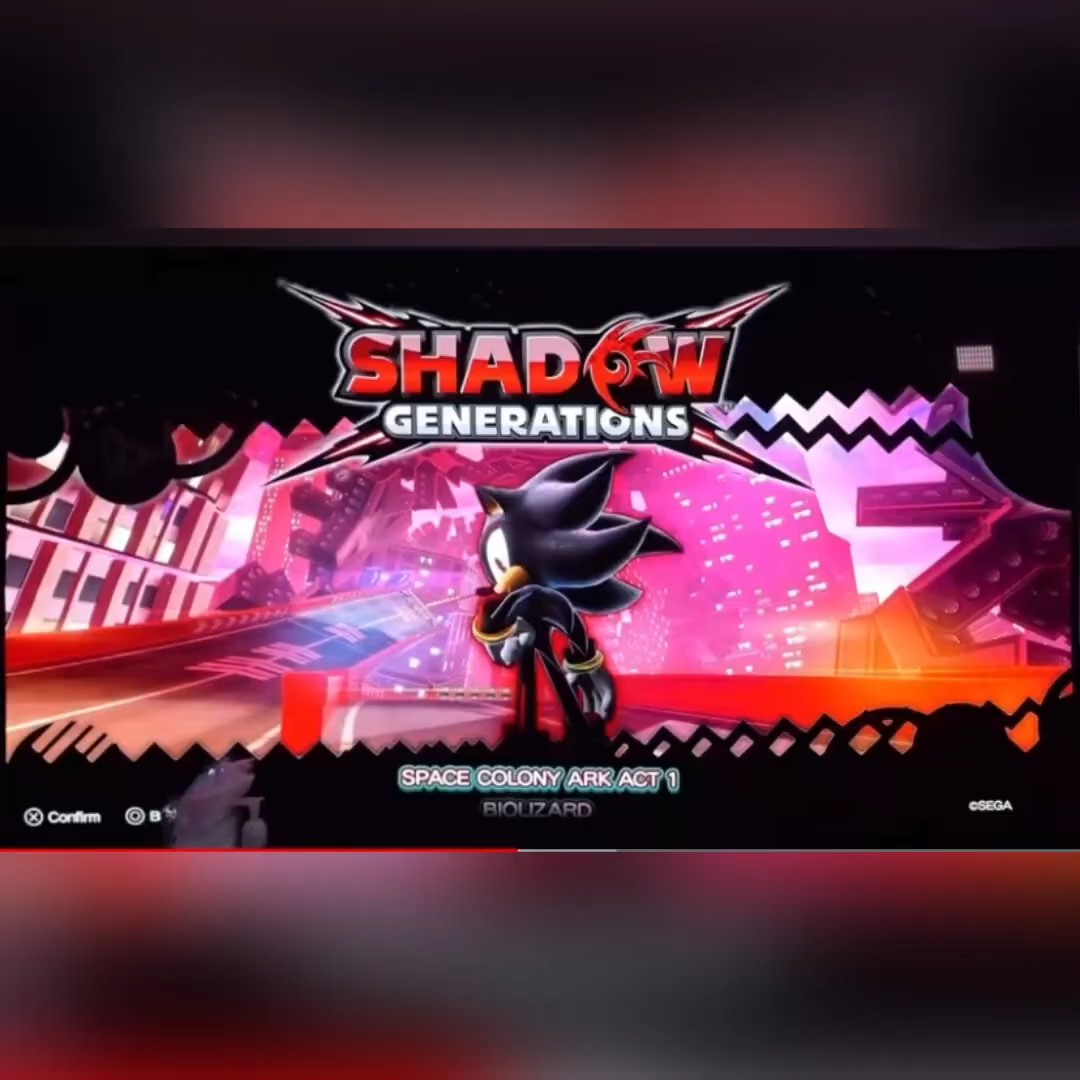 SHADOW
GENERATIONS
SPACE COLONY ARK ACT 1
BIOLIZARD
Confirm
©SEGA